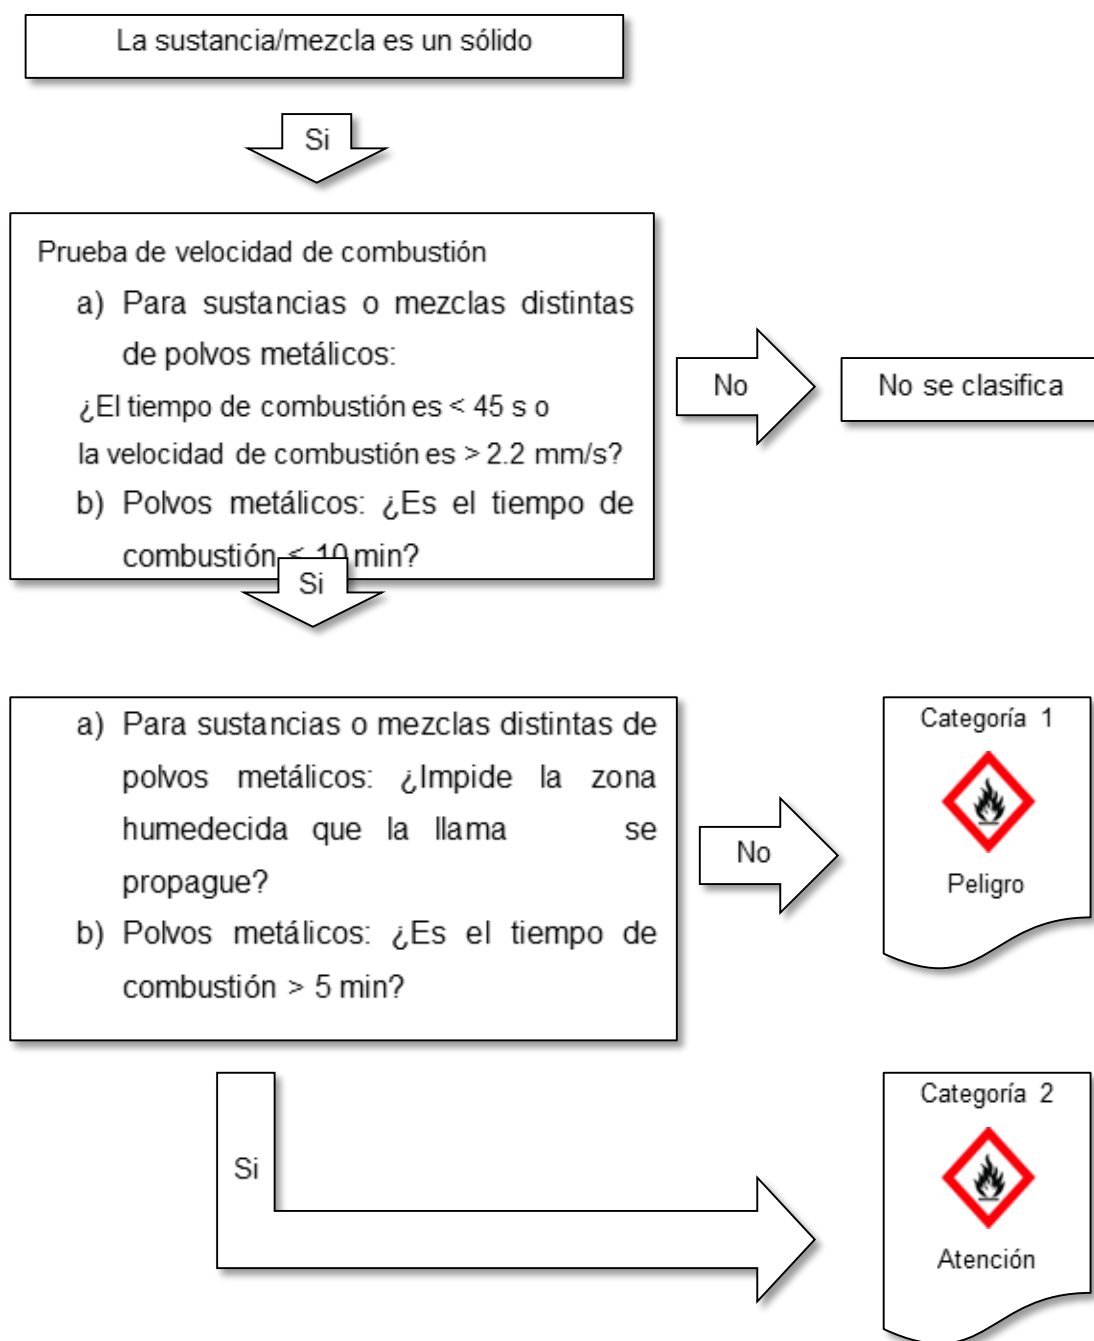 La sustancia/mezcla es un sólido
Si
Prueba de velocidad de combustión
a) Para sustancias o mezclas distintas
de polvos metálicos:
¿El tiempo de combustión es < 45 s o
la velocidad de combustión es > 2.2 mm/s?
b) Polvos metálicos: ¿Es el tiempo de
combustión ≤ 10 min?
No
No se clasifica
Si
a) Para sustancias o mezclas distintas de
polvos metálicos: ¿Impide la zona
humedecida que la llama se
propague?
b) Polvos metálicos: ¿Es el tiempo de
combustión > 5 min?
No
Categoría 1
Peligro
Si
Categoría 2
Atención